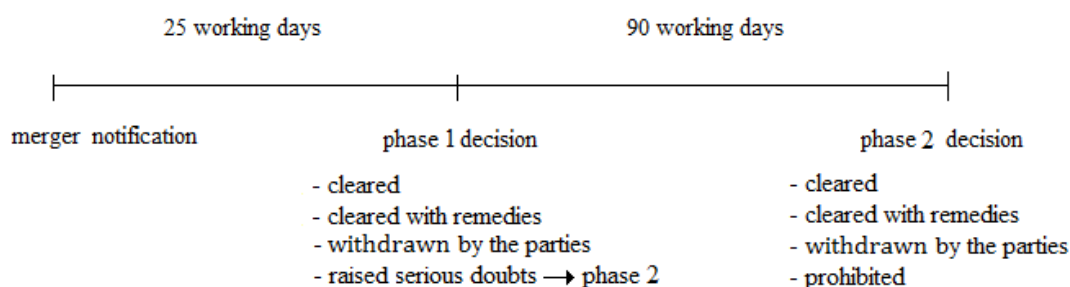 25 working days
90 working days
merger notification
phase 1 decision
- cleared
- cleared with remedies
- withdrawn by the parties
- raised serious doubts → phase 2
phase 2 decision
- cleared
- cleared with remedies
- withdrawn by the parties
- prohibited